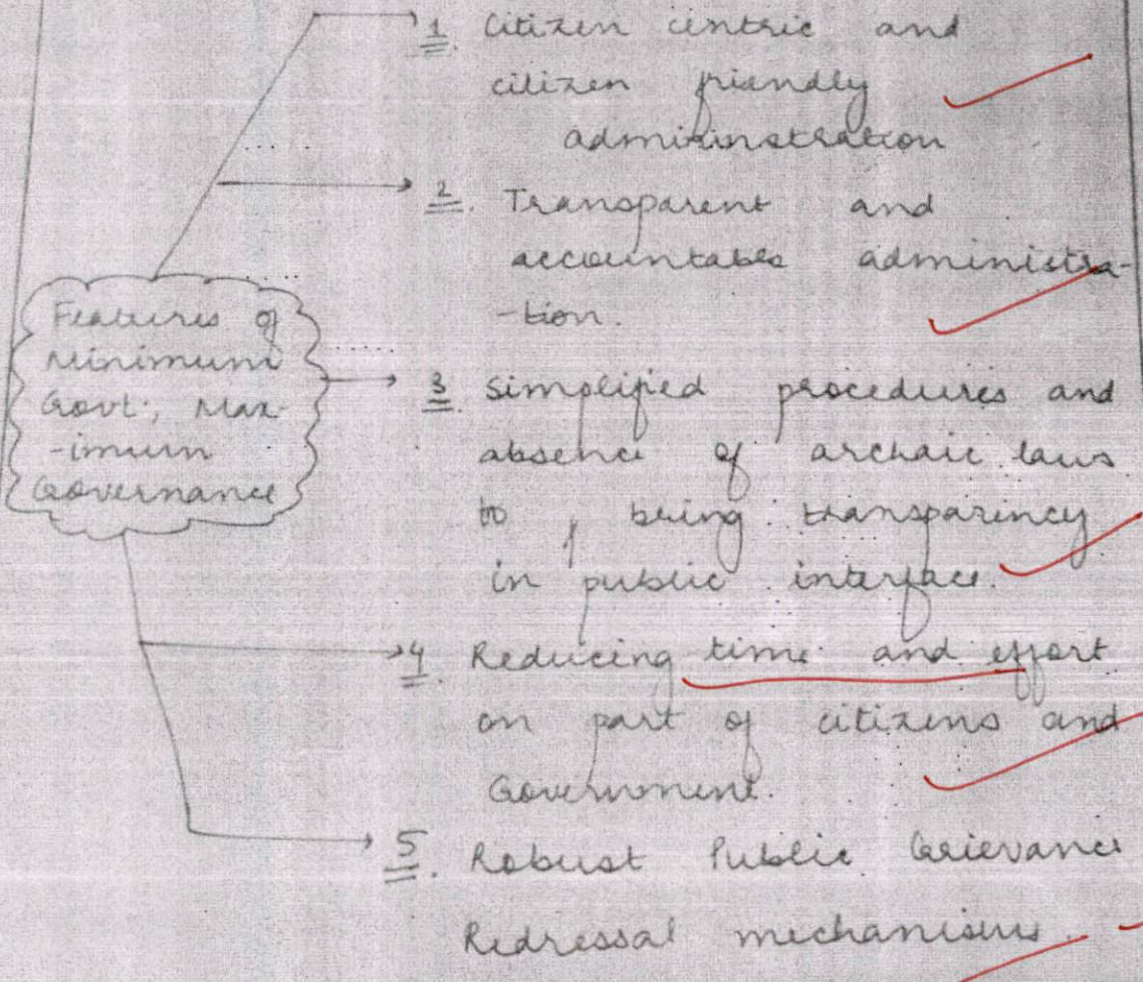 1. Citizen centric and
citizen friendly
admininstration
2. Transparent and
accountable administra-
-tion.
Features of
Minimum
Govt; Max-
-imum
Governance
3. Simplified procedures and
absence of archaic laws
to being transparency
in public interface.
4. Reducing time and effort
on part of citizens and
Government.
5. Robust Public Grievance
Redressal mechanisms.